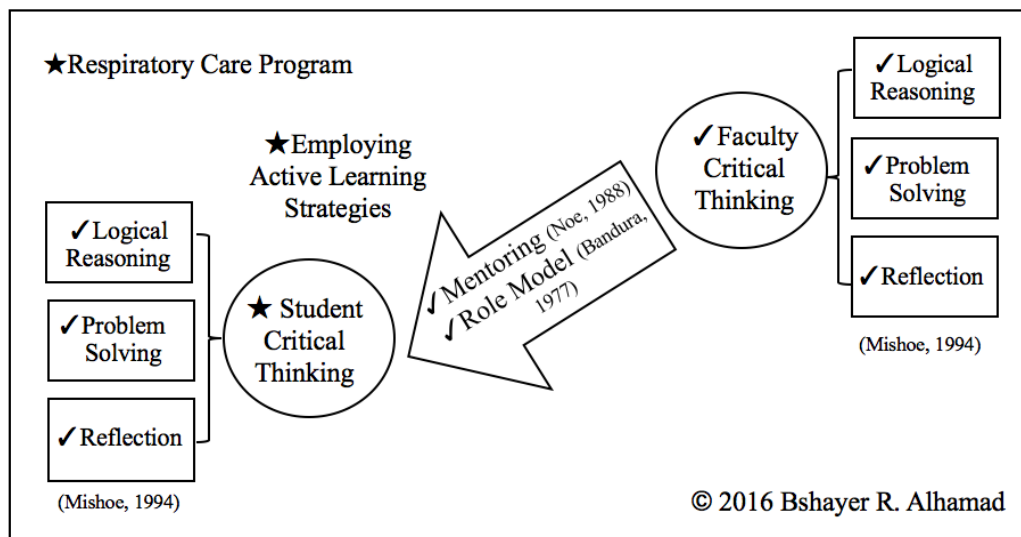 ★Respiratory Care Program
★Employing
Active Learning
Strategies
✓Logical
Reasoning
✓Problem
Solving
✓Reflection
(Mishoe, 1994)
★ Student
Critical
Thinking
✓Mentoring (Noe, 1988)
✓Role Model (Bandura,
1977)
✓Faculty
Critical
Thinking
✓Logical
Reasoning
✓Problem
Solving
✓Reflection
(Mishoe, 1994)
© 2016 Bshayer R. Alhamad